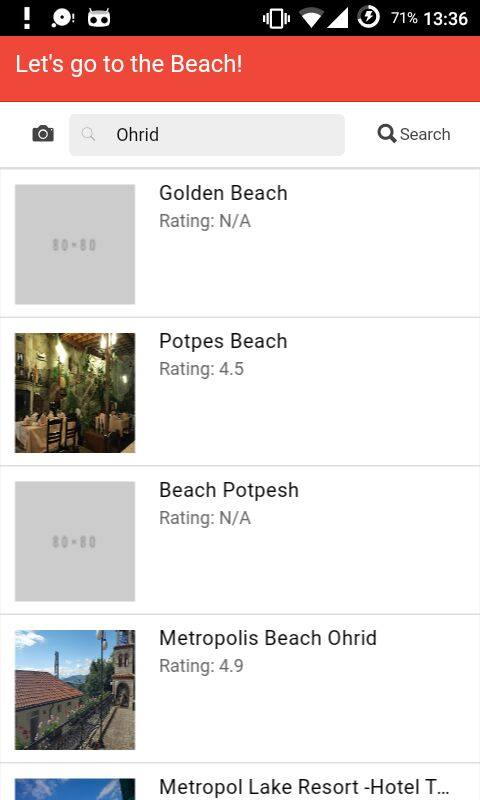 71% 13:36
Let's go to the Beach!
Ohrid
Search
80×80
Golden Beach
Rating: N/A
Potpes Beach
Rating: 4.5
80×80
Beach Potpesh
Rating: N/A
Metropolis Beach Ohrid
Rating: 4.9
Metropol Lake Resort -Hotel T...